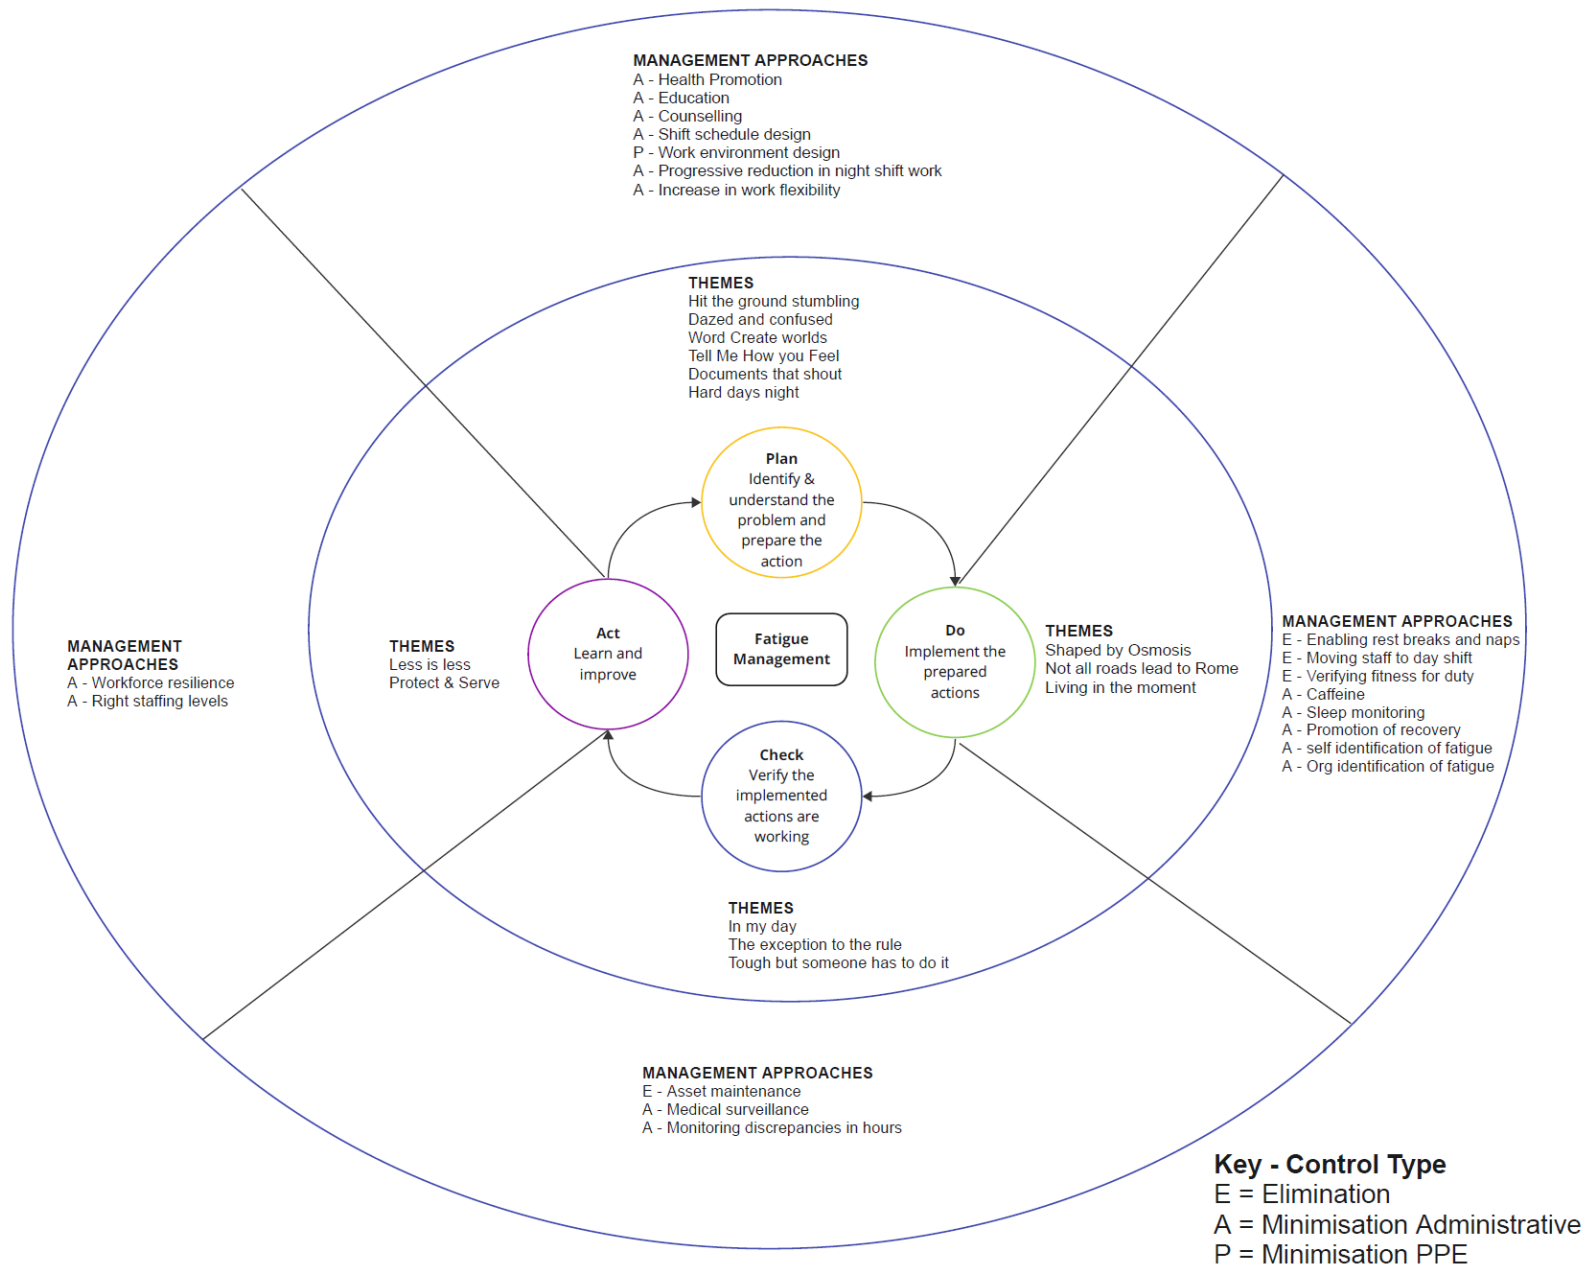 MANAGEMENT APPROACHES
A - Health Promotion
A - Education
A - Counselling
A - Shift schedule design
P - Work environment design
A - Progressive reduction in night shift work
A - Increase in work flexibility
THEMES
Hit the ground stumbling
Dazed and confused
Word Create worlds
Tell Me How you Feel
Documents that shout
Hard days night
Plan
Identify &
understand the
problem and
prepare the
action
MANAGEMENT
APPROACHES
A - Workforce resilience
A - Right staffing levels
THEMES
Less is less
Protect & Serve
Act
Learn and
improve
Fatigue
Management
Do
Implement the
prepared
actions
THEMES
Shaped by Osmosis
Not all roads lead to Rome
Living in the moment
MANAGEMENT APPROACHES
E - Enabling rest breaks and naps
E - Moving staff to day shift
E - Verifying fitness for duty
A - Caffeine
A - Sleep monitoring
A - Promotion of recovery
A - self identification of fatigue
A - Org identification of fatigue
Check
Verify the
implemented
actions are
working
THEMES
In my day
The exception to the rule
Tough but someone has to do it
MANAGEMENT APPROACHES
E - Asset maintenance
A - Medical surveillance
A - Monitoring discrepancies in hours
Key - Control Type
E = Elimination
A = Minimisation Administrative
P = Minimisation PPE